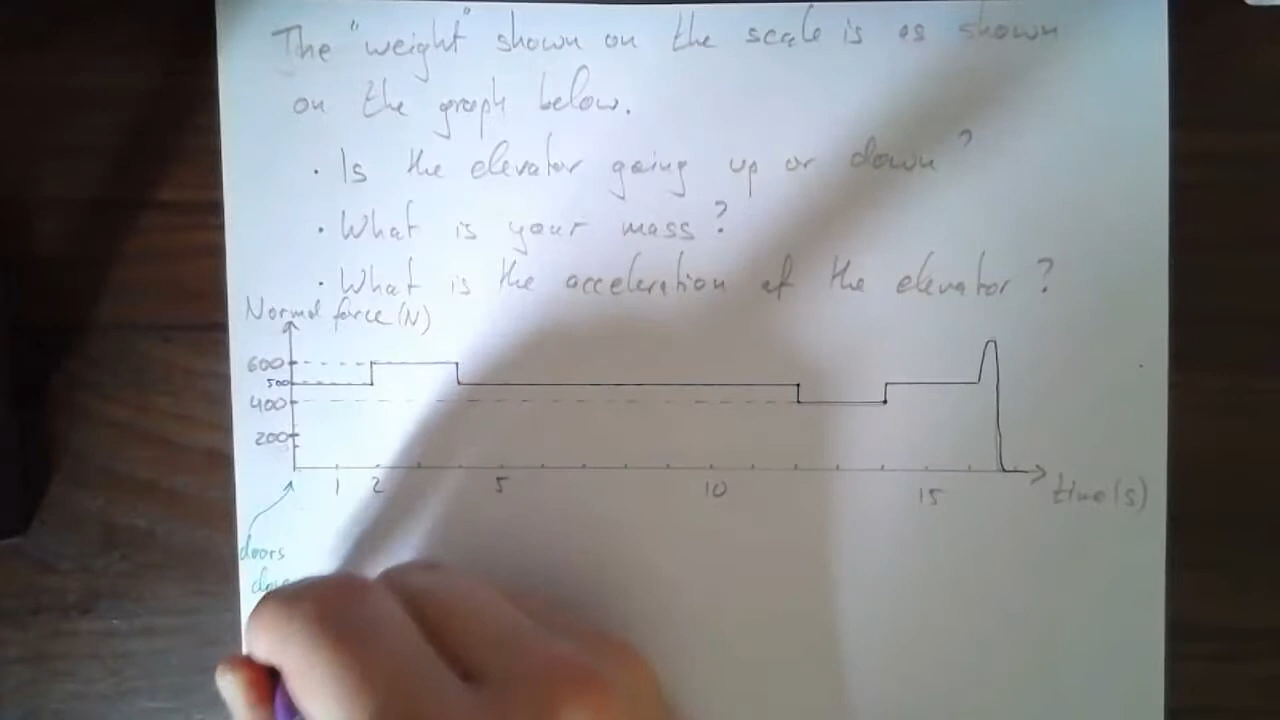 The "weight" shown on the scale is as shown
on the graph below.
· Is the elevator going up or down?
· What is your mass?
· What is the acceleration of the elevator?
Normal force (N)
600
500
400
200
1 2 5 10 15 time (s)
doors